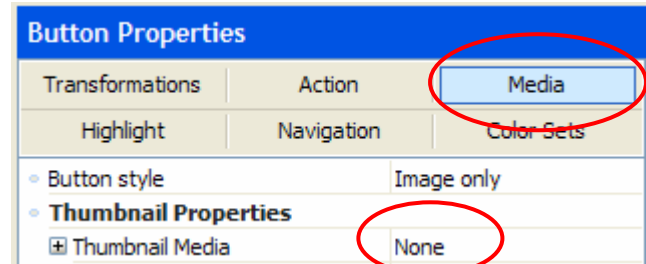 Button Properties
Transformations Action Media
Highlight Navigation Color Sets
Button style Image only
Thumbnail Properties
Thumbnail Media None